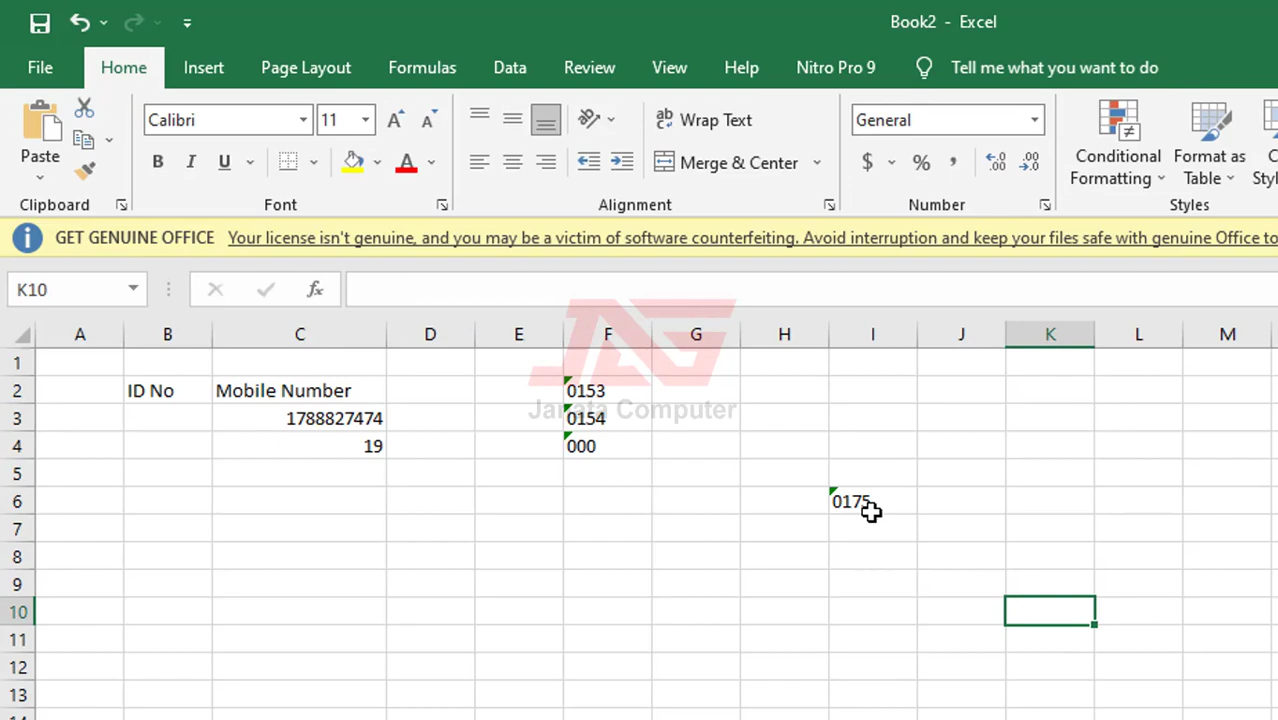 Book2 - Excel
File Home Insert Page Layout Formulas Data Review View Help Nitro Pro 9 Tell me what you want to do
Calibri 11 Wrap Text General
Paste B I U Merge & Center $ % , Conditional Formatting Format as Table
Clipboard Font Alignment Number Styles
GET GENUINE OFFICE Your license isn't genuine, and you may be a victim of software counterfeiting. Avoid interruption and keep your files safe with genuine Office to
K10 fx
A B C D E F G H I J K L M
1
2 ID No Mobile Number 0153
3 1788827474 0154
Janata Computer
4 19 000
5
6 0175
7
8
9
10
11
12
13